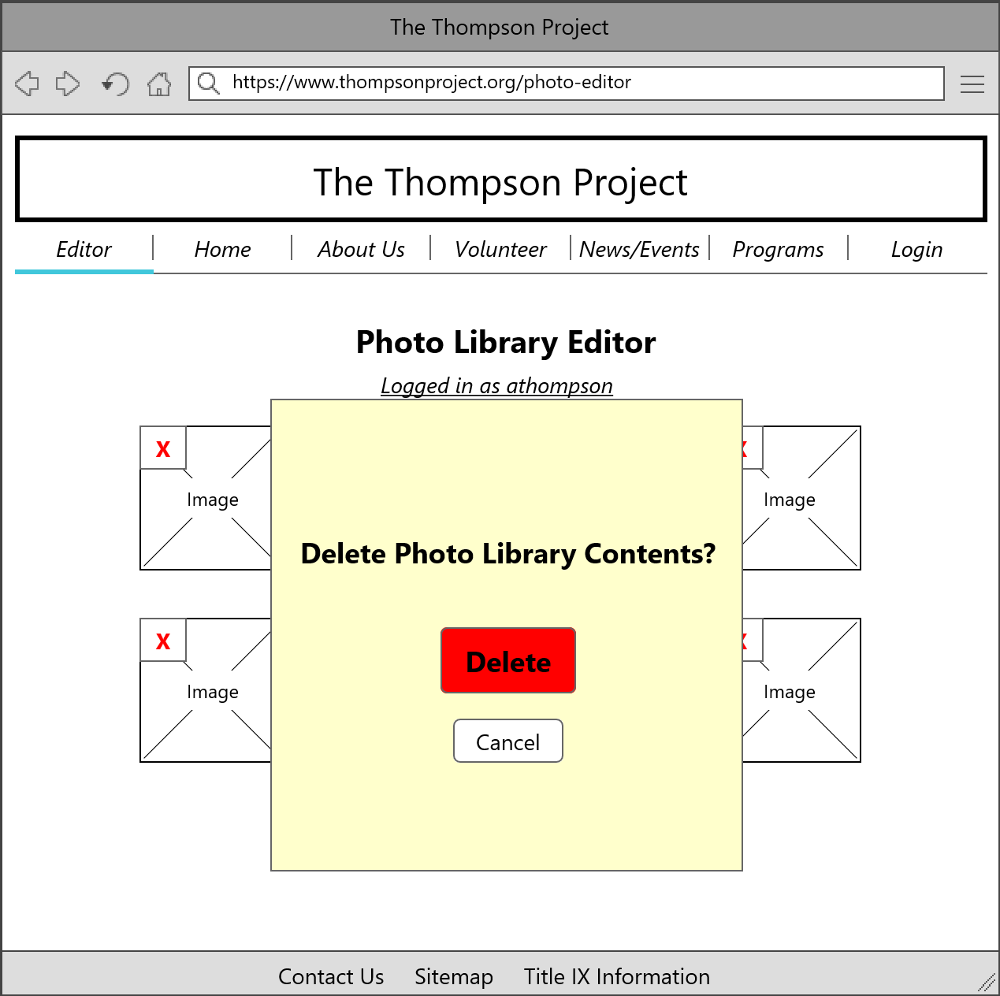 The Thompson Project
https://www.thompsonproject.org/photo-editor
The Thompson Project
Editor Home About Us Volunteer News/Events Programs Login
Photo Library Editor
Logged in as athompson
X X
Image Image
Delete Photo Library Contents?
X X
Delete
Image Image
Cancel
Contact Us Sitemap Title IX Information